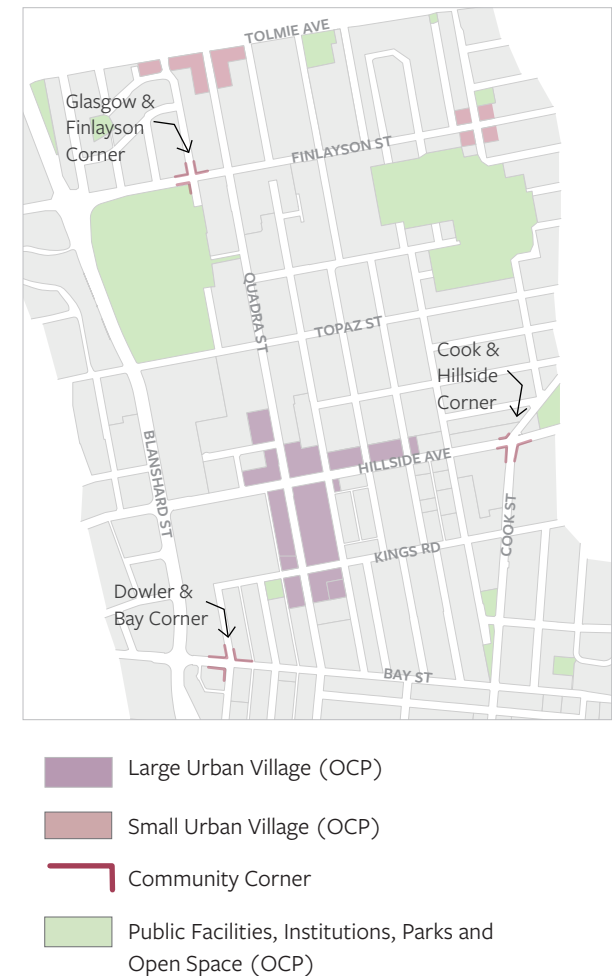 TOLMIE AVE
Glasgow &
Finlayson
Corner
FINLAYSON ST
QUADRA ST
TOPAZ ST
Cook &
Hillside
Corner
BLANSHARD ST
HILLSIDE AVE
COOK ST
KINGS RD
Dowler &
Bay Corner
BAY ST
Large Urban Village (OCP)
Small Urban Village (OCP)
Community Corner
Public Facilities, Institutions, Parks and
Open Space (OCP)